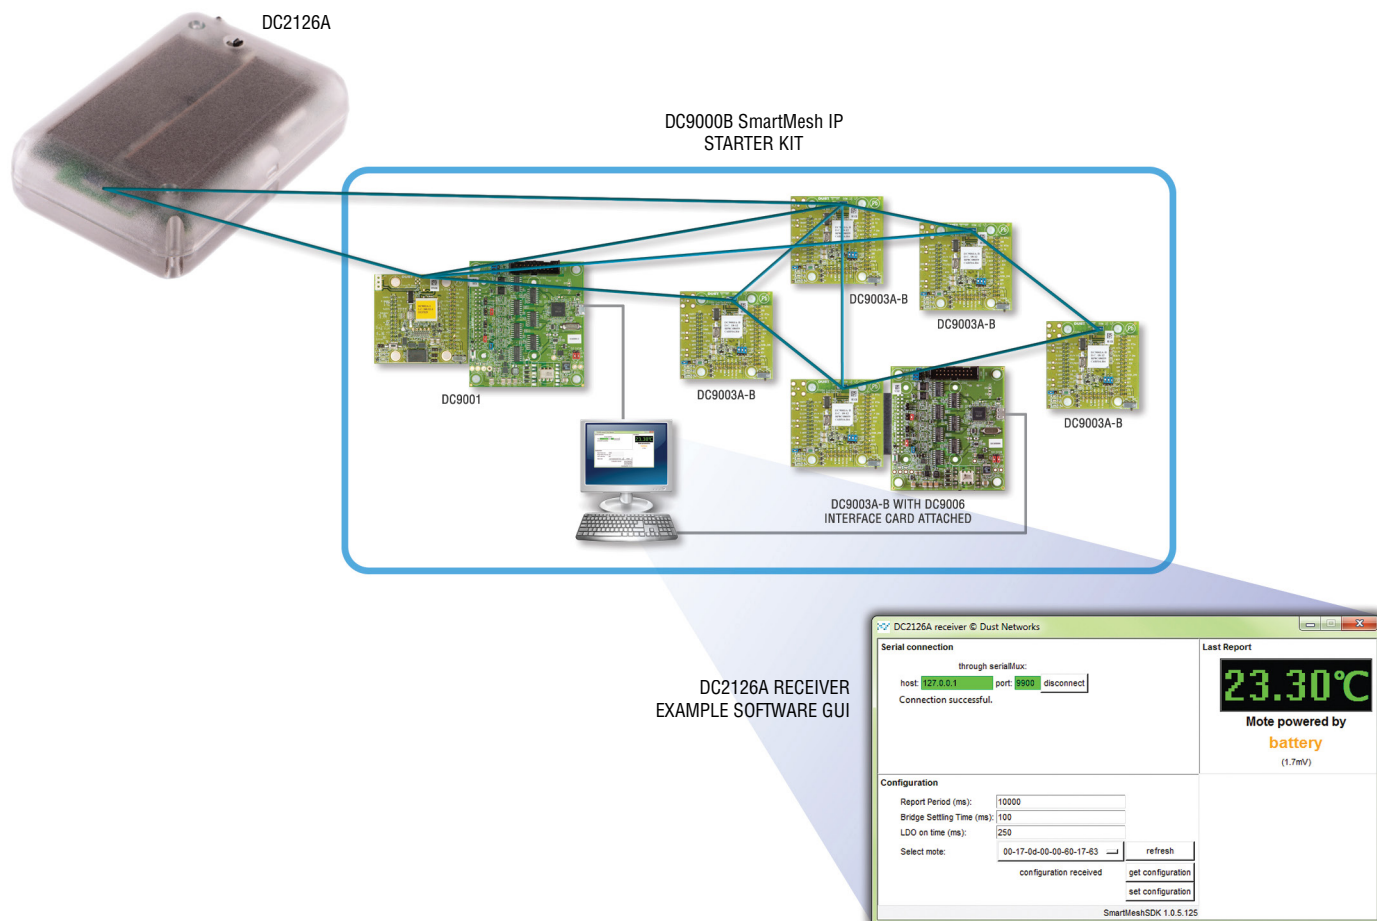 DC2126A
DC9000B SmartMesh IP
STARTER KIT
DC9003A-B
DC9003A-B
DC9003A-B
DC9001
DC9003A-B
DC9003A-B WITH DC9006
INTERFACE CARD ATTACHED
DC2126A RECEIVER
EXAMPLE SOFTWARE GUI
DC2126A receiver © Dust Networks
Serial connection
through serialMux:
host: 127.0.0.1 port: 9900 disconnect
Connection successful.
Last Report
23.30°C
Mote powered by
battery
(1.7mV)
Configuration
Report Period (ms): 10000
Bridge Settling Time (ms): 100
LDO on time (ms): 250
Select mote: 00-17-0d-00-00-60-17-63 refresh
configuration received get configuration
set configuration
SmartMeshSDK 1.0.5.125